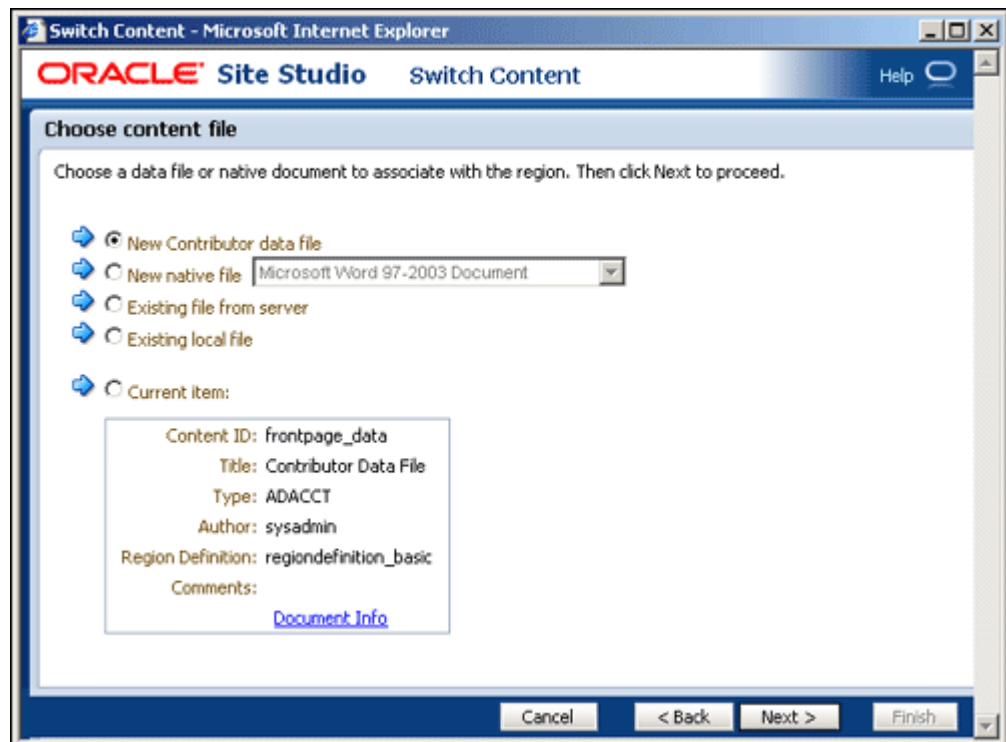 Switch Content - Microsoft Internet Explorer
ORACLE Site Studio Switch Content Help
Choose content file
Choose a data file or native document to associate with the region. Then click Next to proceed.
New Contributor data file
New native file Microsoft Word 97-2003 Document
Existing file from server
Existing local file
Current item:
Content ID: frontpage_data
Title: Contributor Data File
Type: ADACCT
Author: sysadmin
Region Definition: regiondefinition_basic
Comments:
Document Info
Cancel < Back Next > Finish